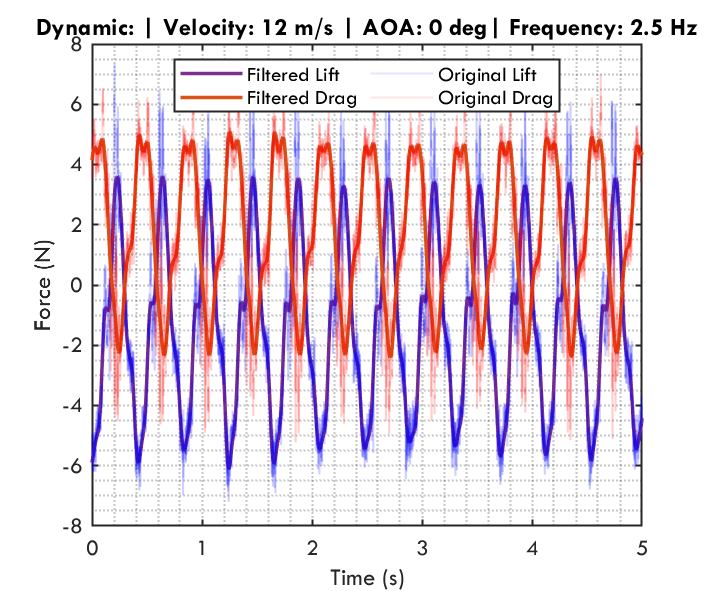 Dynamic: | Velocity: 12 m/s | AOA: 0 deg| Frequency: 2.5 Hz
Filtered Lift
Original Lift
Filtered Drag
Original Drag
8
6
4
2
0
-2
-4
-6
-8
Force (N)
0 1 2 3 4 5
Time (s)